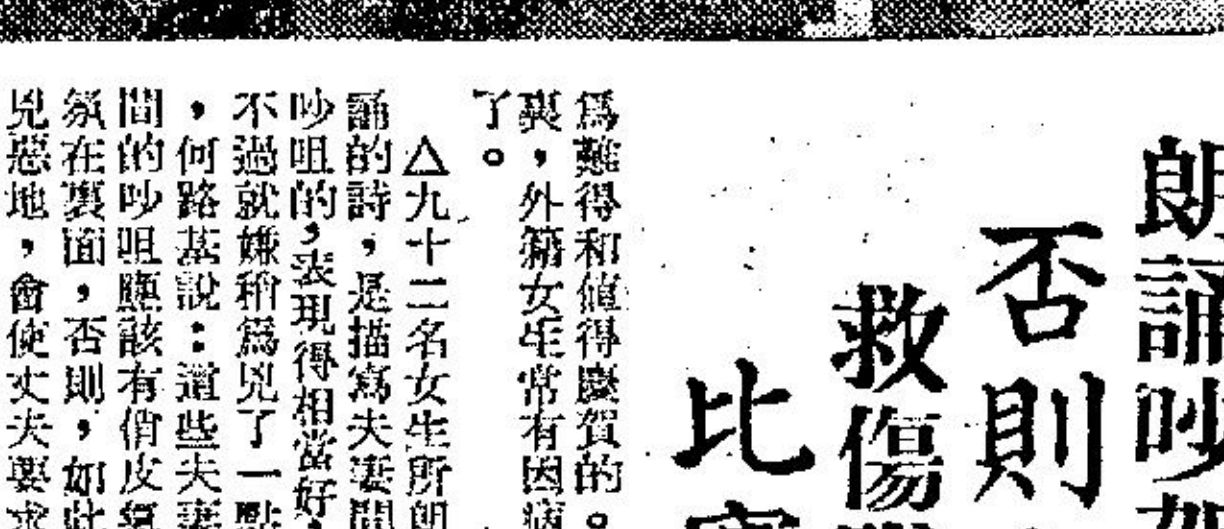 朗誦吵
否則
救傷
比
爲難得和値得慶賀的。
裏，外籍女生常有因病
了。
△九十二名女生所朗
誦的詩，是描寫夫妻間
吵咀的，表現得相當好，
不過就嫌稍爲兇了一點
，何路基說：這些夫妻
間的吵咀應該有俏皮氣
氛在裏面，否則，如此
兇惡地，會使丈夫要求